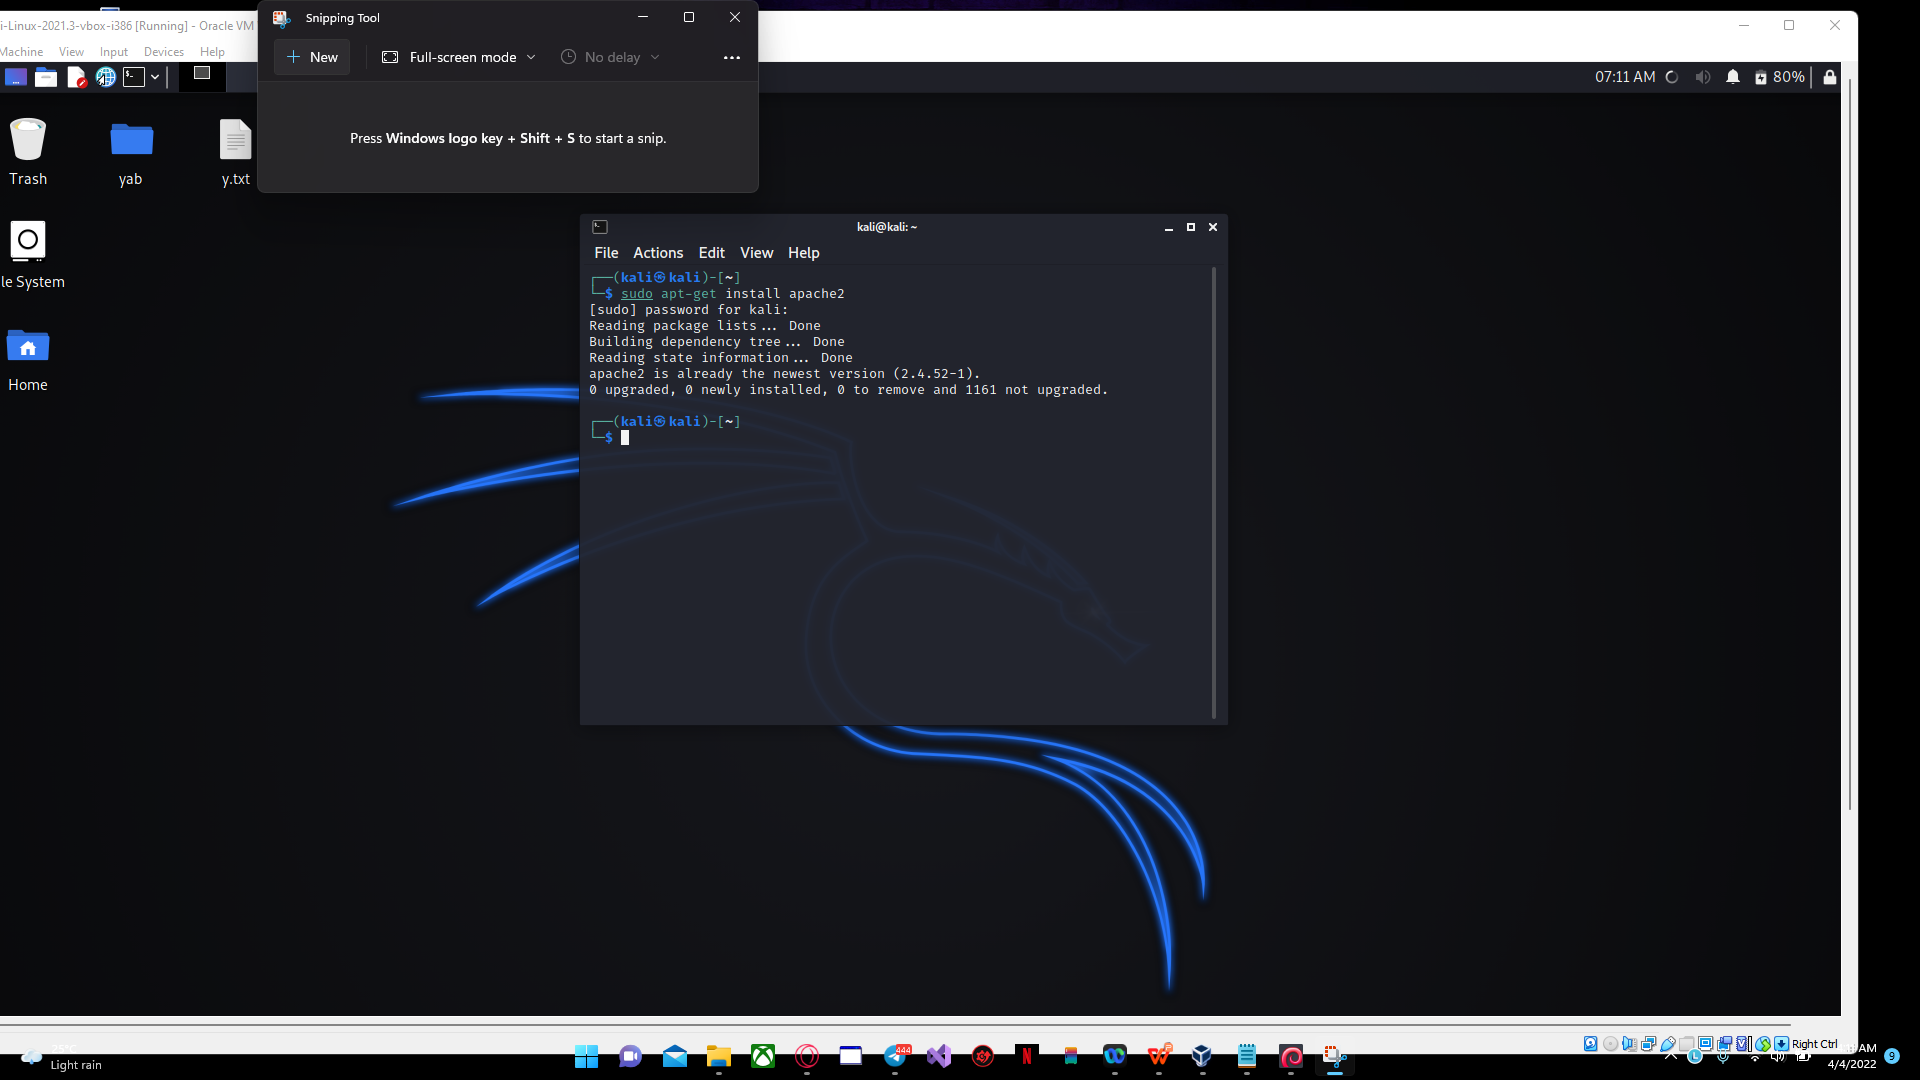 i-Linux-2021.3-vbox-i386 [Running] - Oracle VM
Machine View Input Devices Help
Snipping Tool
New
Full-screen mode
No delay
Press Windows logo key + Shift + S to start a snip.
07:11 AM
80%
Trash
yab
y.txt
le System
Home
kali@kali: ~
File Actions Edit View Help
┌──(kali㉿kali)-[~]
└─$ sudo apt-get install apache2
[sudo] password for kali:
Reading package lists... Done
Building dependency tree... Done
Reading state information... Done
apache2 is already the newest version (2.4.52-1).
0 upgraded, 0 newly installed, 0 to remove and 1161 not upgraded.
┌──(kali㉿kali)-[~]
└─$
Right Ctrl
25°C
Light rain
444
AM
4/4/2022
9